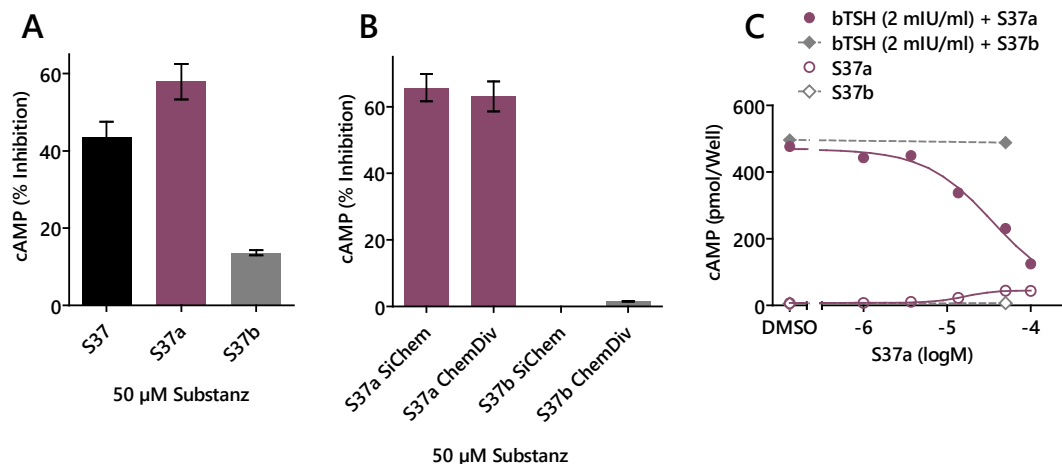 A
cAMP (% Inhibition)
60
40
20
0
S37
S37a
S37b
50 µM Substanz
B
cAMP (% Inhibition)
60
40
20
0
S37a SiChem
S37a ChemDiv
S37b SiChem
S37b ChemDiv
50 µM Substanz
C
bTSH (2 mIU/ml) + S37a
bTSH (2 mIU/ml) + S37b
S37a
S37b
cAMP (pmol/Well)
600
400
200
0
DMSO -6 -5 -4
S37a (logM)